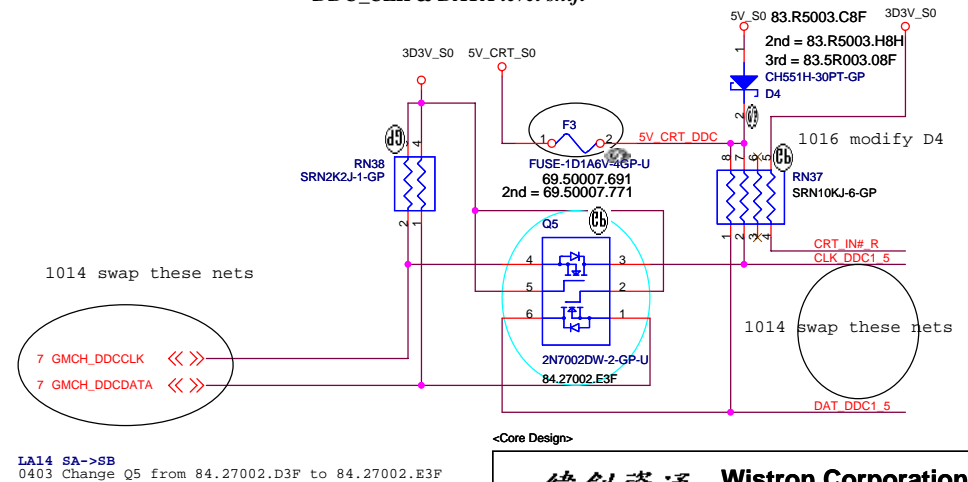 5V_S0 83.R5003.C8F
3D3V_S0
2nd = 83.R5003.H8H
3rd = 83.5R003.08F
CH551H-30PT-GP
D4
1
2
3D3V_S0
5V_CRT_S0
F3
1
2
5V_CRT_DDC
FUSE-1D1A6V-4GP-U
69.50007.691
2nd = 69.50007.771
1016 modify D4
3
4
RN38
SRN2K2J-1-GP
2
1
8
7
6
5
RN37
SRN10KJ-6-GP
1
2
3
4
Q5
4
3
5
2
6
1
2N7002DW-2-GP-U
84.27002.E3F
CRT_IN#_R
CLK_DDC1_5
1014 swap these nets
1014 swap these nets
7 GMCH_DDCCLK
7 GMCH_DDCDATA
DAT_DDC1_5
<Core Design>
LA14 SA->SB
0403 Change Q5 from 84.27002.D3F to 84.27002.E3F
緯創資通 Wistron Corporation